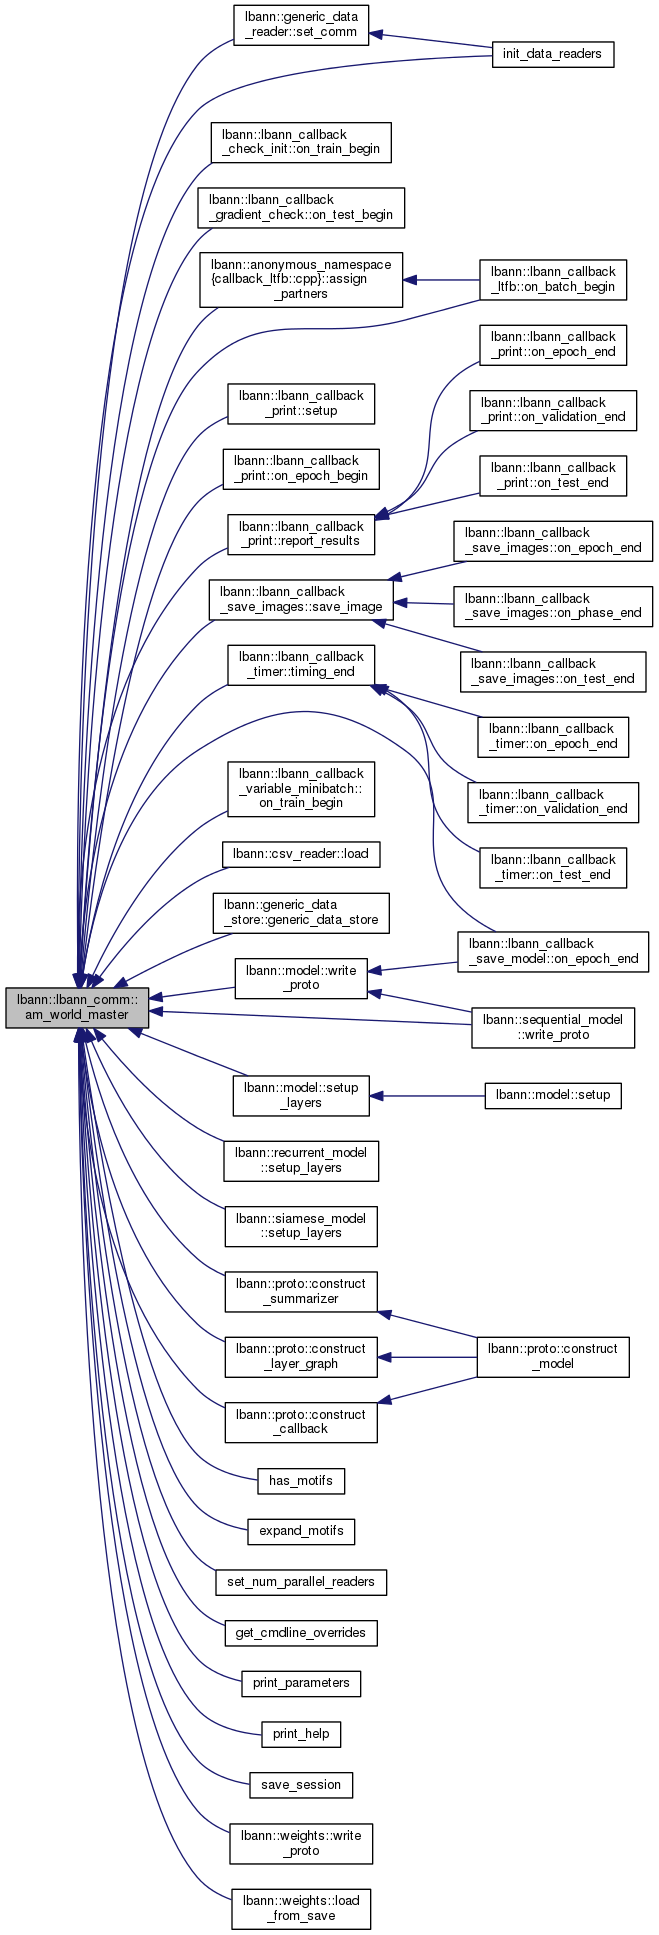 lbann::generic_data
_reader::set_comm
init_data_readers
lbann::lbann_callback
_check_init::on_train_begin
lbann::lbann_callback
_gradient_check::on_test_begin
lbann::anonymous_namespace
{callback_ltfb::cpp}::assign
_partners
lbann::lbann_callback
_ltfb::on_batch_begin
lbann::lbann_callback
_print::on_epoch_end
lbann::lbann_callback
_print::setup
lbann::lbann_callback
_print::on_validation_end
lbann::lbann_callback
_print::on_epoch_begin
lbann::lbann_callback
_print::on_test_end
lbann::lbann_callback
_print::report_results
lbann::lbann_callback
_save_images::on_epoch_end
lbann::lbann_callback
_save_images::save_image
lbann::lbann_callback
_save_images::on_phase_end
lbann::lbann_callback
_save_images::on_test_end
lbann::lbann_callback
_timer::timing_end
lbann::lbann_callback
_timer::on_epoch_end
lbann::lbann_callback
_variable_minibatch::
on_train_begin
lbann::lbann_callback
_timer::on_validation_end
lbann::csv_reader::load
lbann::lbann_callback
_timer::on_test_end
lbann::generic_data
_store::generic_data_store
lbann::lbann_callback
_save_model::on_epoch_end
lbann::model::write
_proto
lbann::lbann_comm::
am_world_master
lbann::sequential_model
::write_proto
lbann::model::setup
_layers
lbann::model::setup
lbann::recurrent_model
::setup_layers
lbann::siamese_model
::setup_layers
lbann::proto::construct
_summarizer
lbann::proto::construct
_layer_graph
lbann::proto::construct
_model
lbann::proto::construct
_callback
has_motifs
expand_motifs
set_num_parallel_readers
get_cmdline_overrides
print_parameters
print_help
save_session
lbann::weights::write
_proto
lbann::weights::load
_from_save